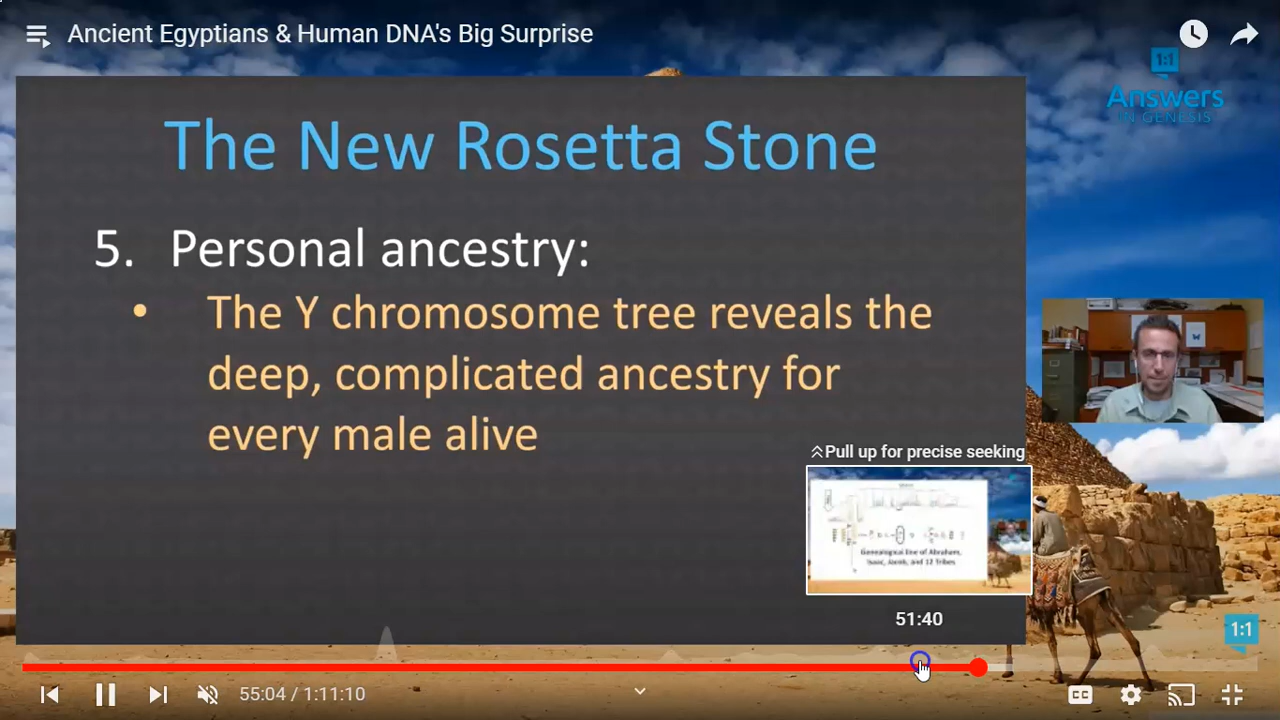 Ancient Egyptians & Human DNA's Big Surprise
1:1
Answers
IN GENESIS
The New Rosetta Stone
5. Personal ancestry:
• The Y chromosome tree reveals the
deep, complicated ancestry for
every male alive
Pull up for precise seeking
Genealogical line of Abraham,
Isaac, Jacob, and 12 Tribes
51:40
1:1
55:04 / 1:11:10
CC